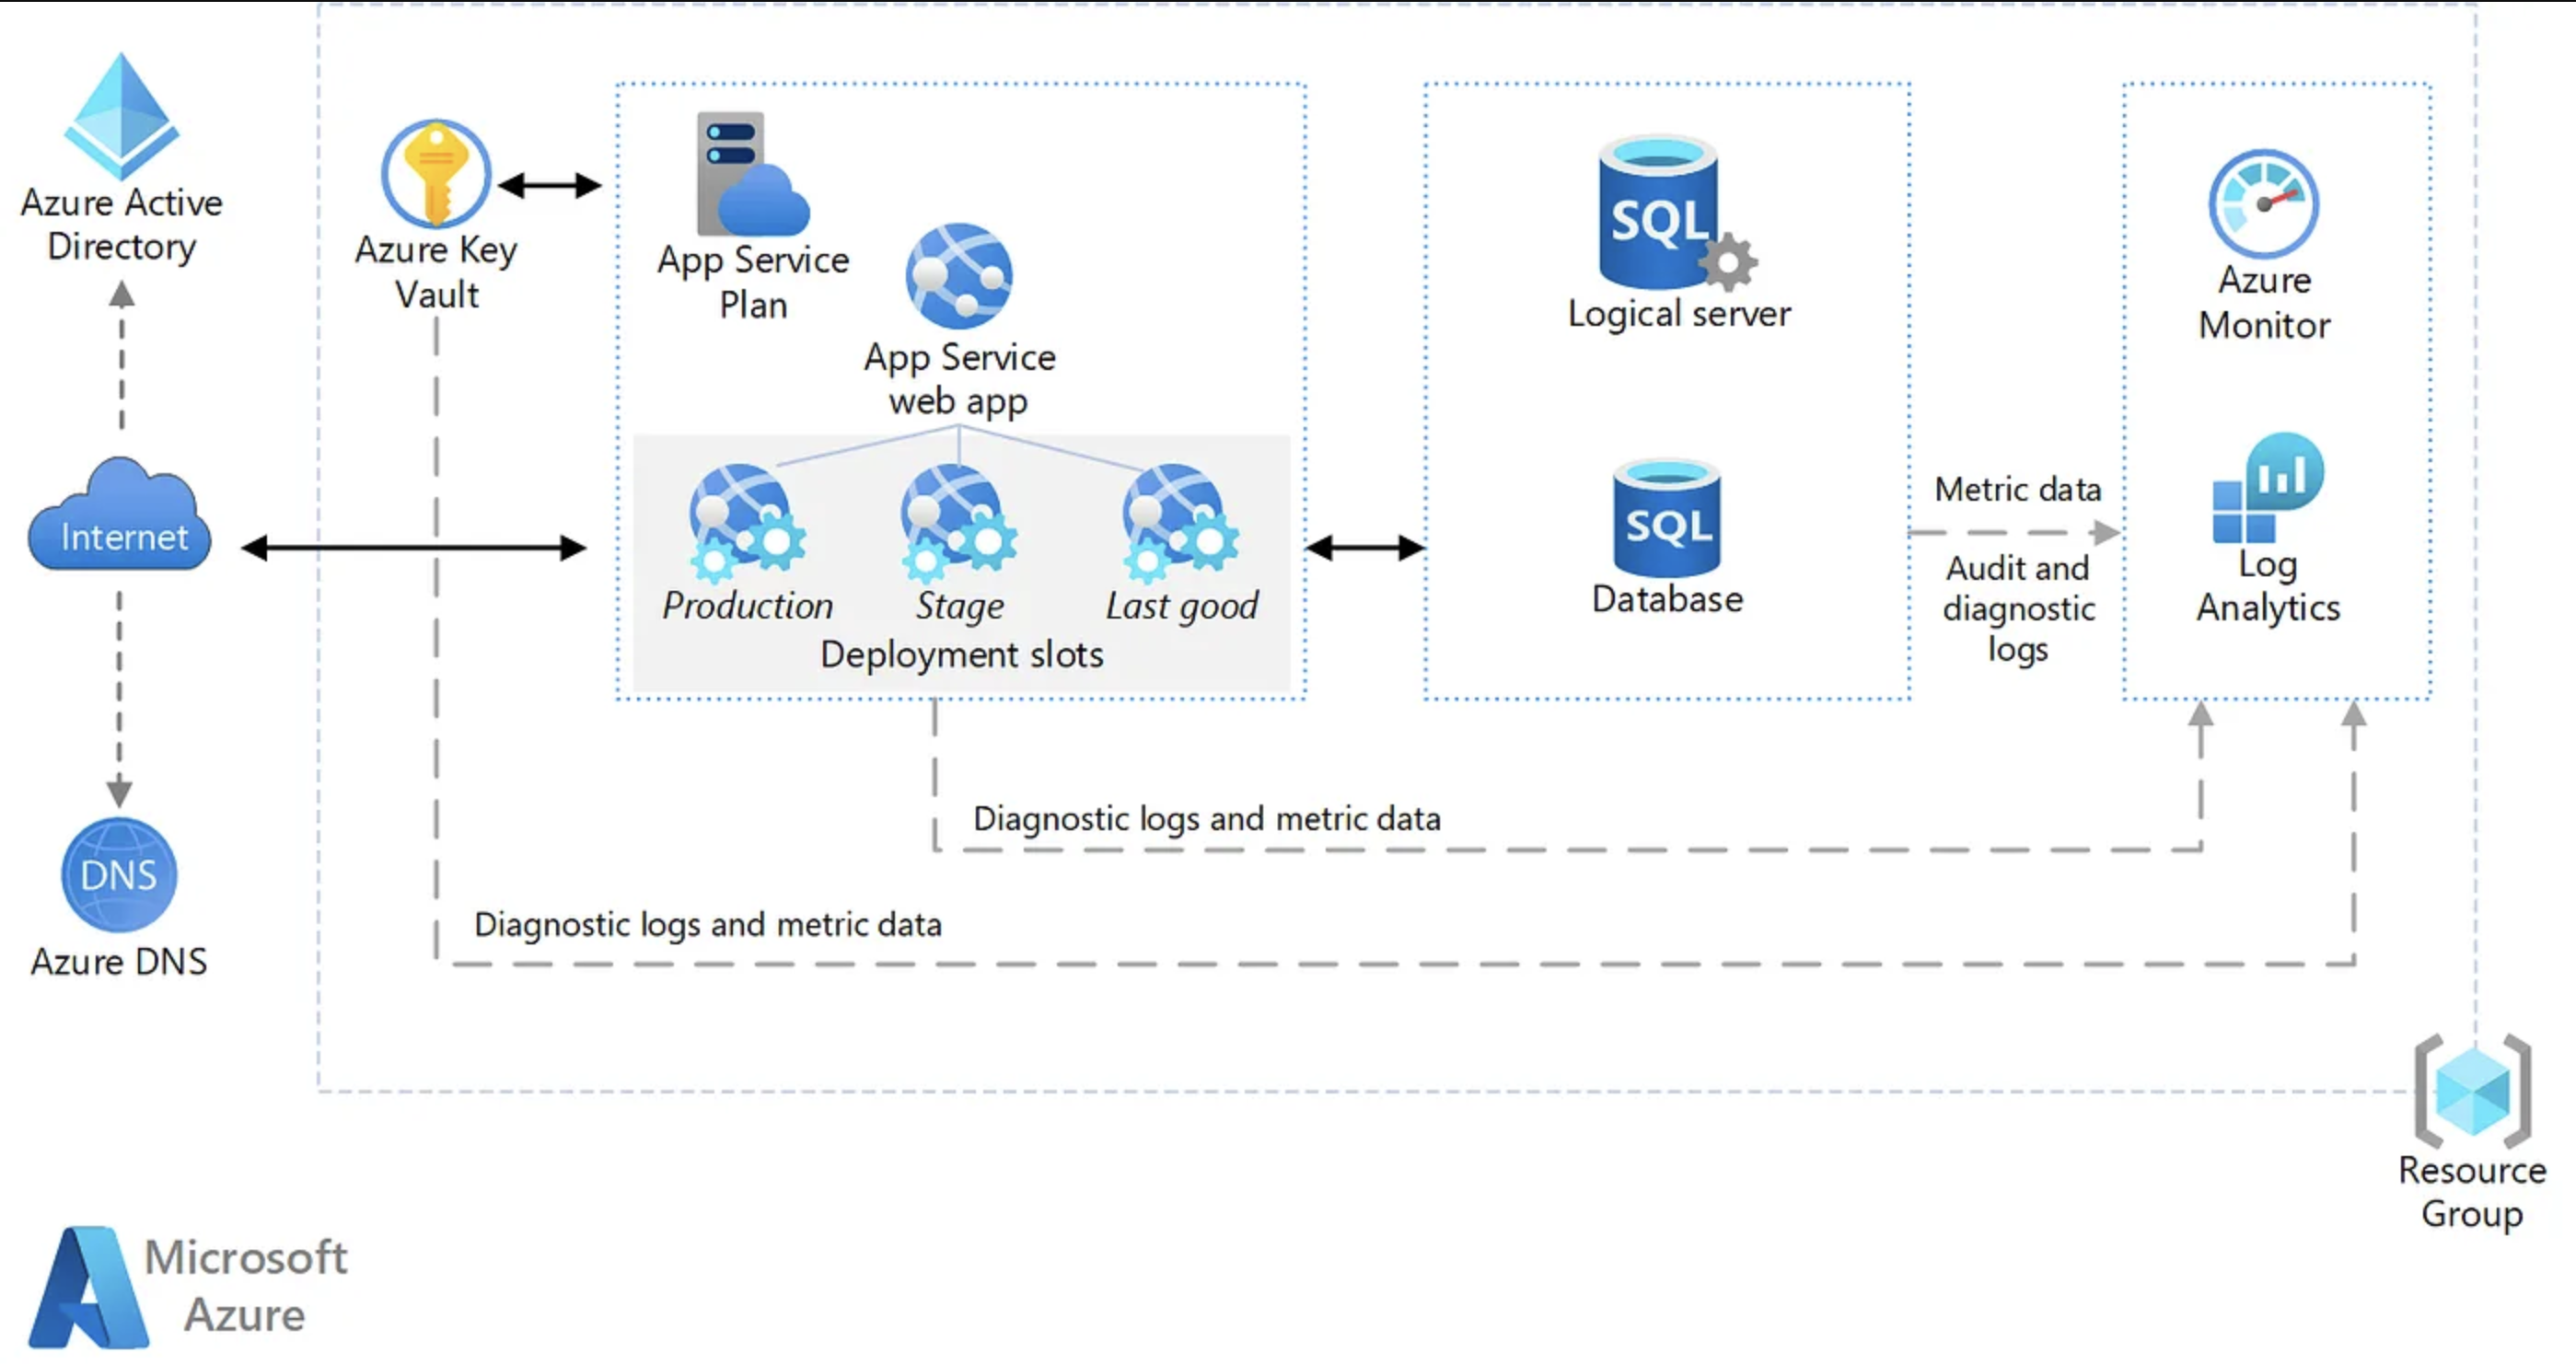 Azure Active
Directory
Internet
DNS
Azure DNS
Azure Key
Vault
App Service
Plan
App Service
web app
Production
Stage
Last good
Deployment slots
SQL
Logical server
SQL
Database
Metric data
Audit and
diagnostic
logs
Azure
Monitor
Log
Analytics
Diagnostic logs and metric data
Diagnostic logs and metric data
Resource
Group
Microsoft
Azure